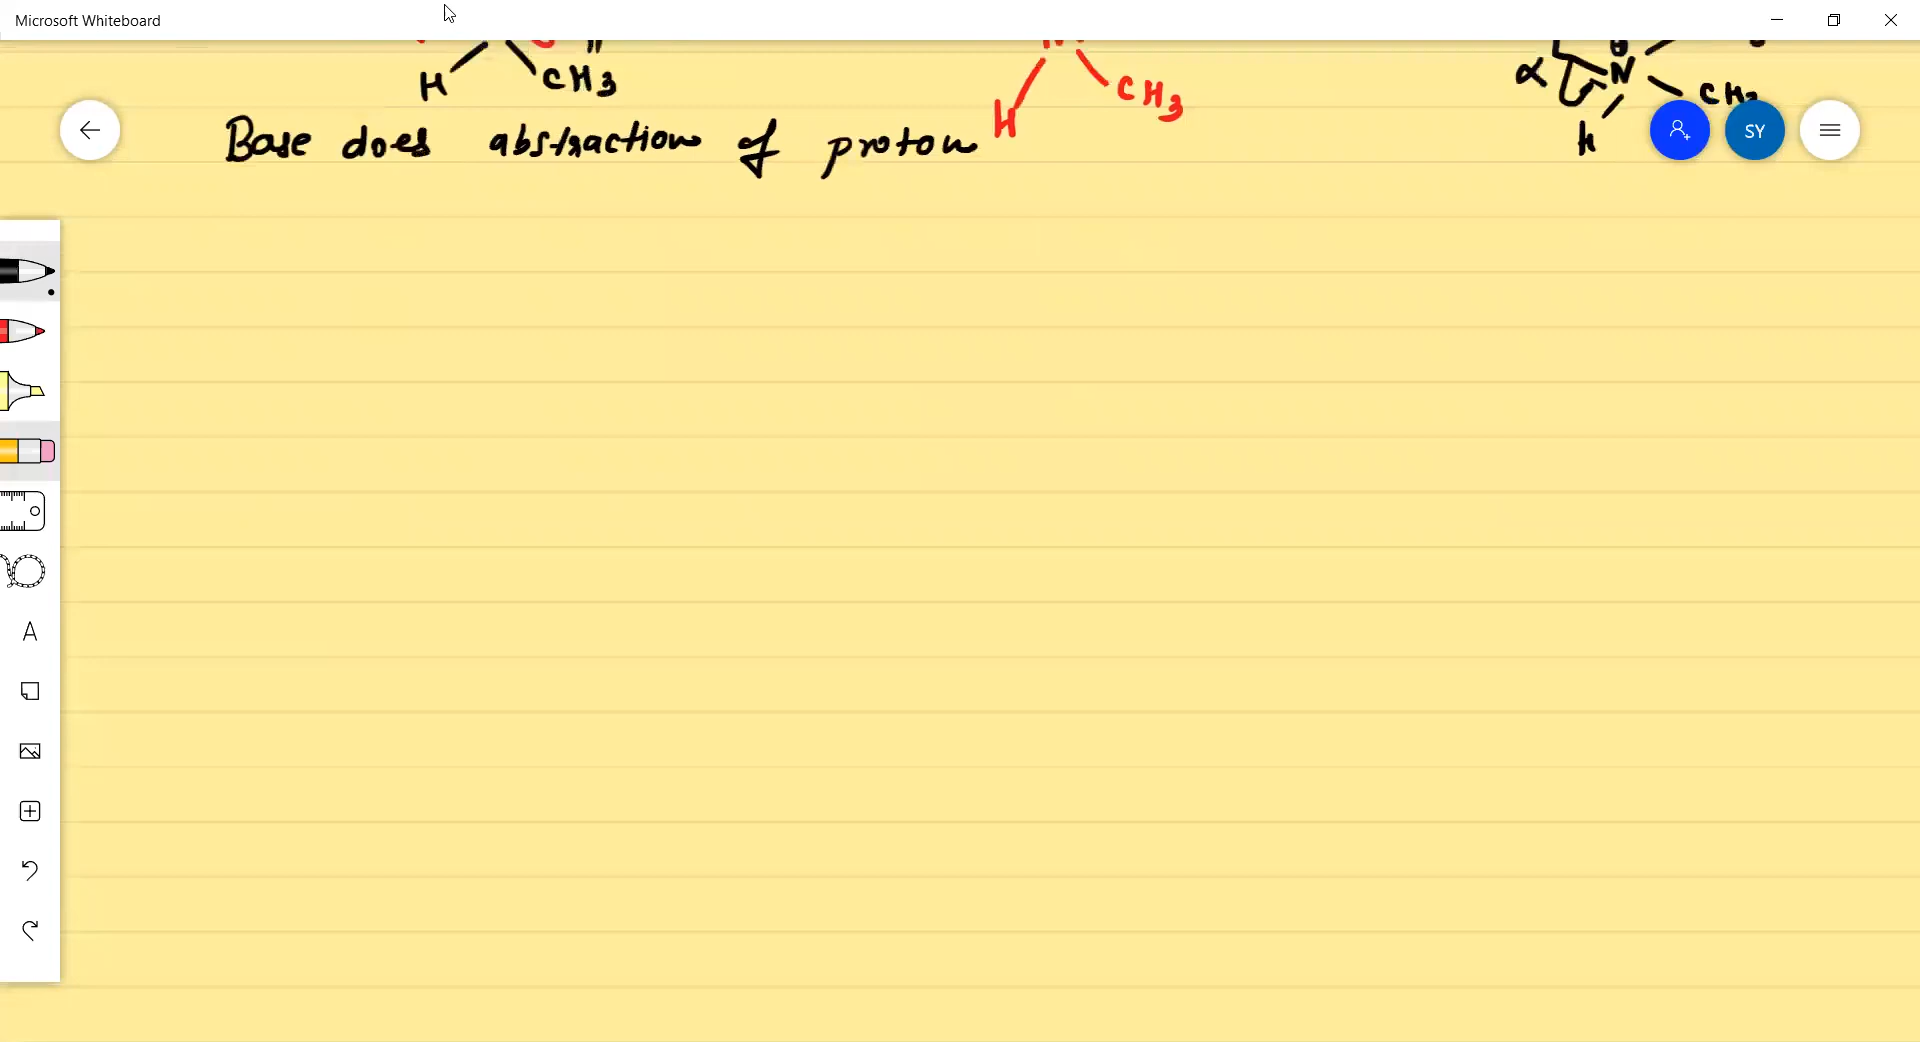 Microsoft Whiteboard
H CH3
H CH3
α N CH3
H
Base does abstraction of proton
SY
A